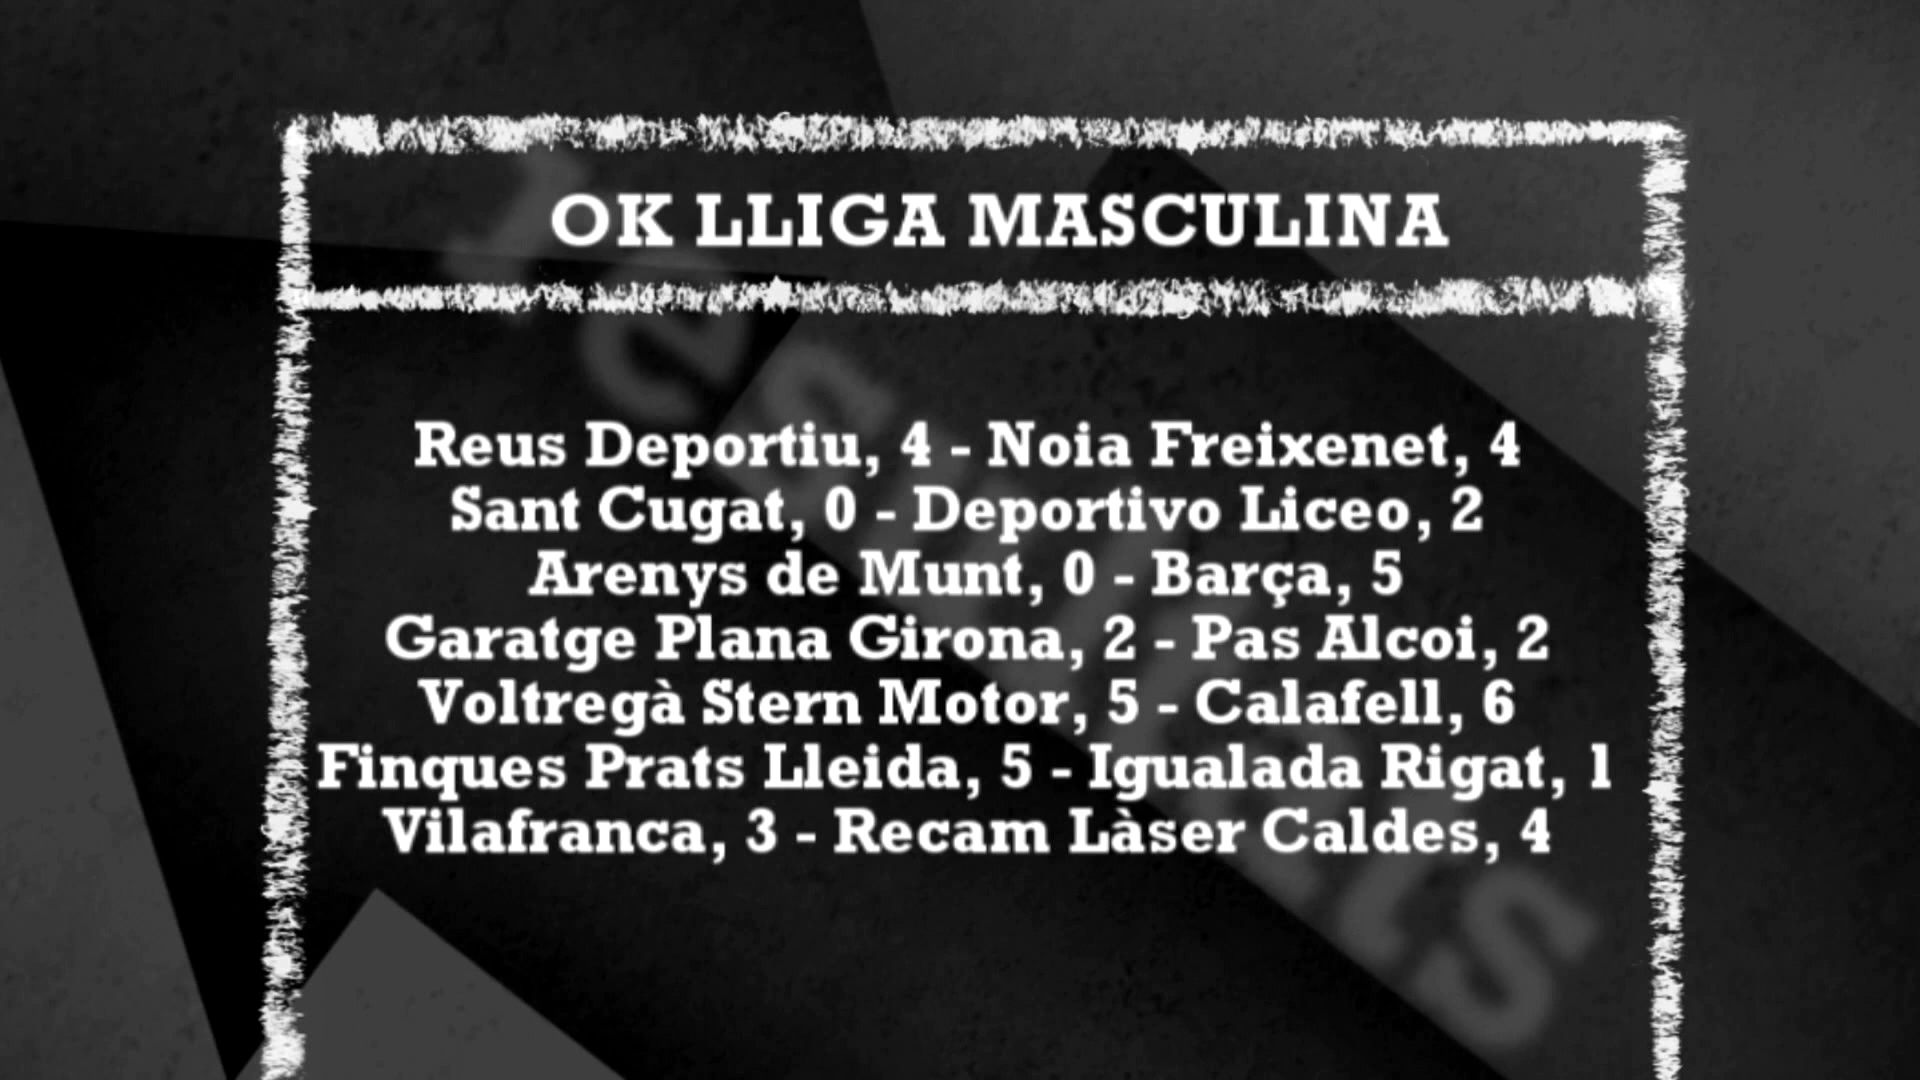 OK LLIGA MASCULINA
Reus Deportiu, 4 - Noia Freixenet, 4
Sant Cugat, 0 - Deportivo Liceo, 2
Arenys de Munt, 0 - Barça, 5
Garatge Plana Girona, 2 - Pas Alcoi, 2
Voltregà Stern Motor, 5 - Calafell, 6
Finques Prats Lleida, 5 - Igualada Rigat, 1
Vilafranca, 3 - Recam Làser Caldes, 4